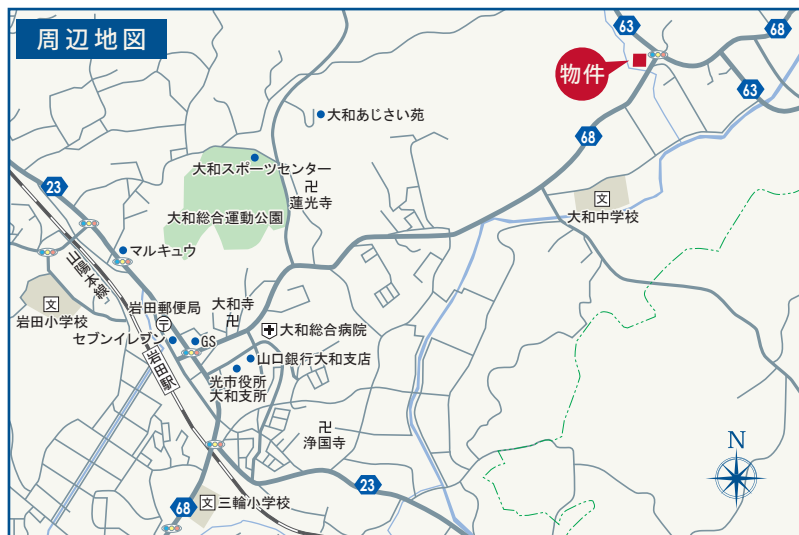 周辺地図
63
68
物件
63
大和あじさい苑
68
大和スポーツセンター
蓮光寺
23
文
大和中学校
大和総合運動公園
マルキュウ
山陽本線
文
岩田小学校
岩田郵便局
大和寺
大和総合病院
セブンイレブン
GS
岩田駅
山口銀行大和支店
光市役所
大和支所
浄国寺
N
23
68
文
三輪小学校